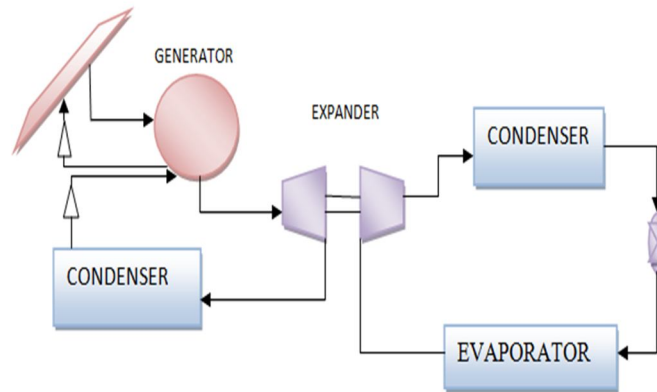 GENERATOR
EXPANDER
CONDENSER
CONDENSER
EVAPORATOR